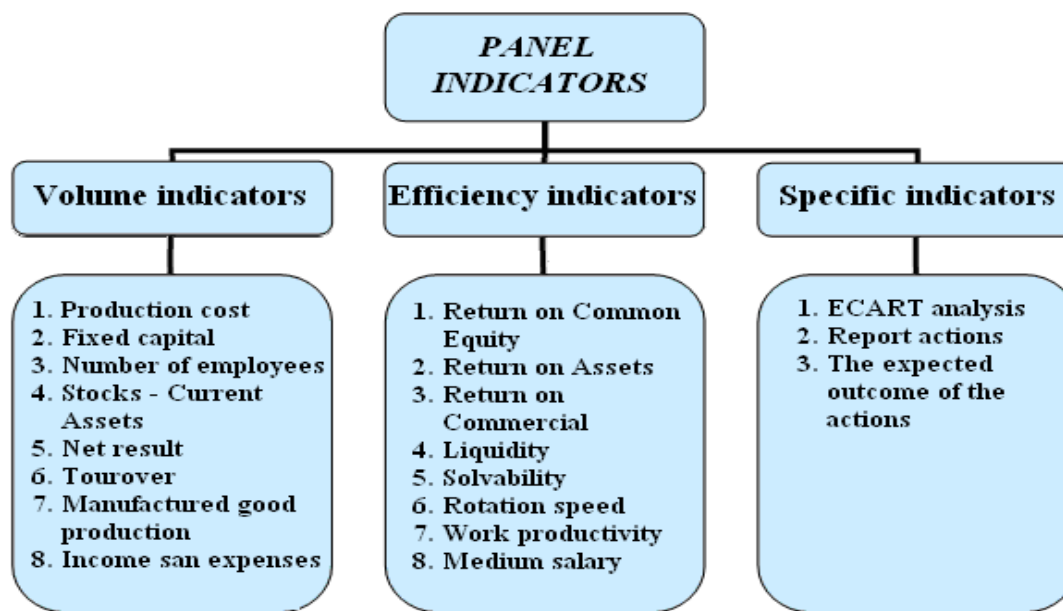 PANEL
INDICATORS
Volume indicators
Efficiency indicators
Specific indicators
1. Production cost
2. Fixed capital
3. Number of employees
4. Stocks - Current
Assets
5. Net result
6. Tourover
7. Manufactured good
production
8. Income san expenses
1. Return on Common
Equity
2. Return on Assets
3. Return on
Commercial
4. Liquidity
5. Solvability
6. Rotation speed
7. Work productivity
8. Medium salary
1. ECART analysis
2. Report actions
3. The expected
outcome of the
actions